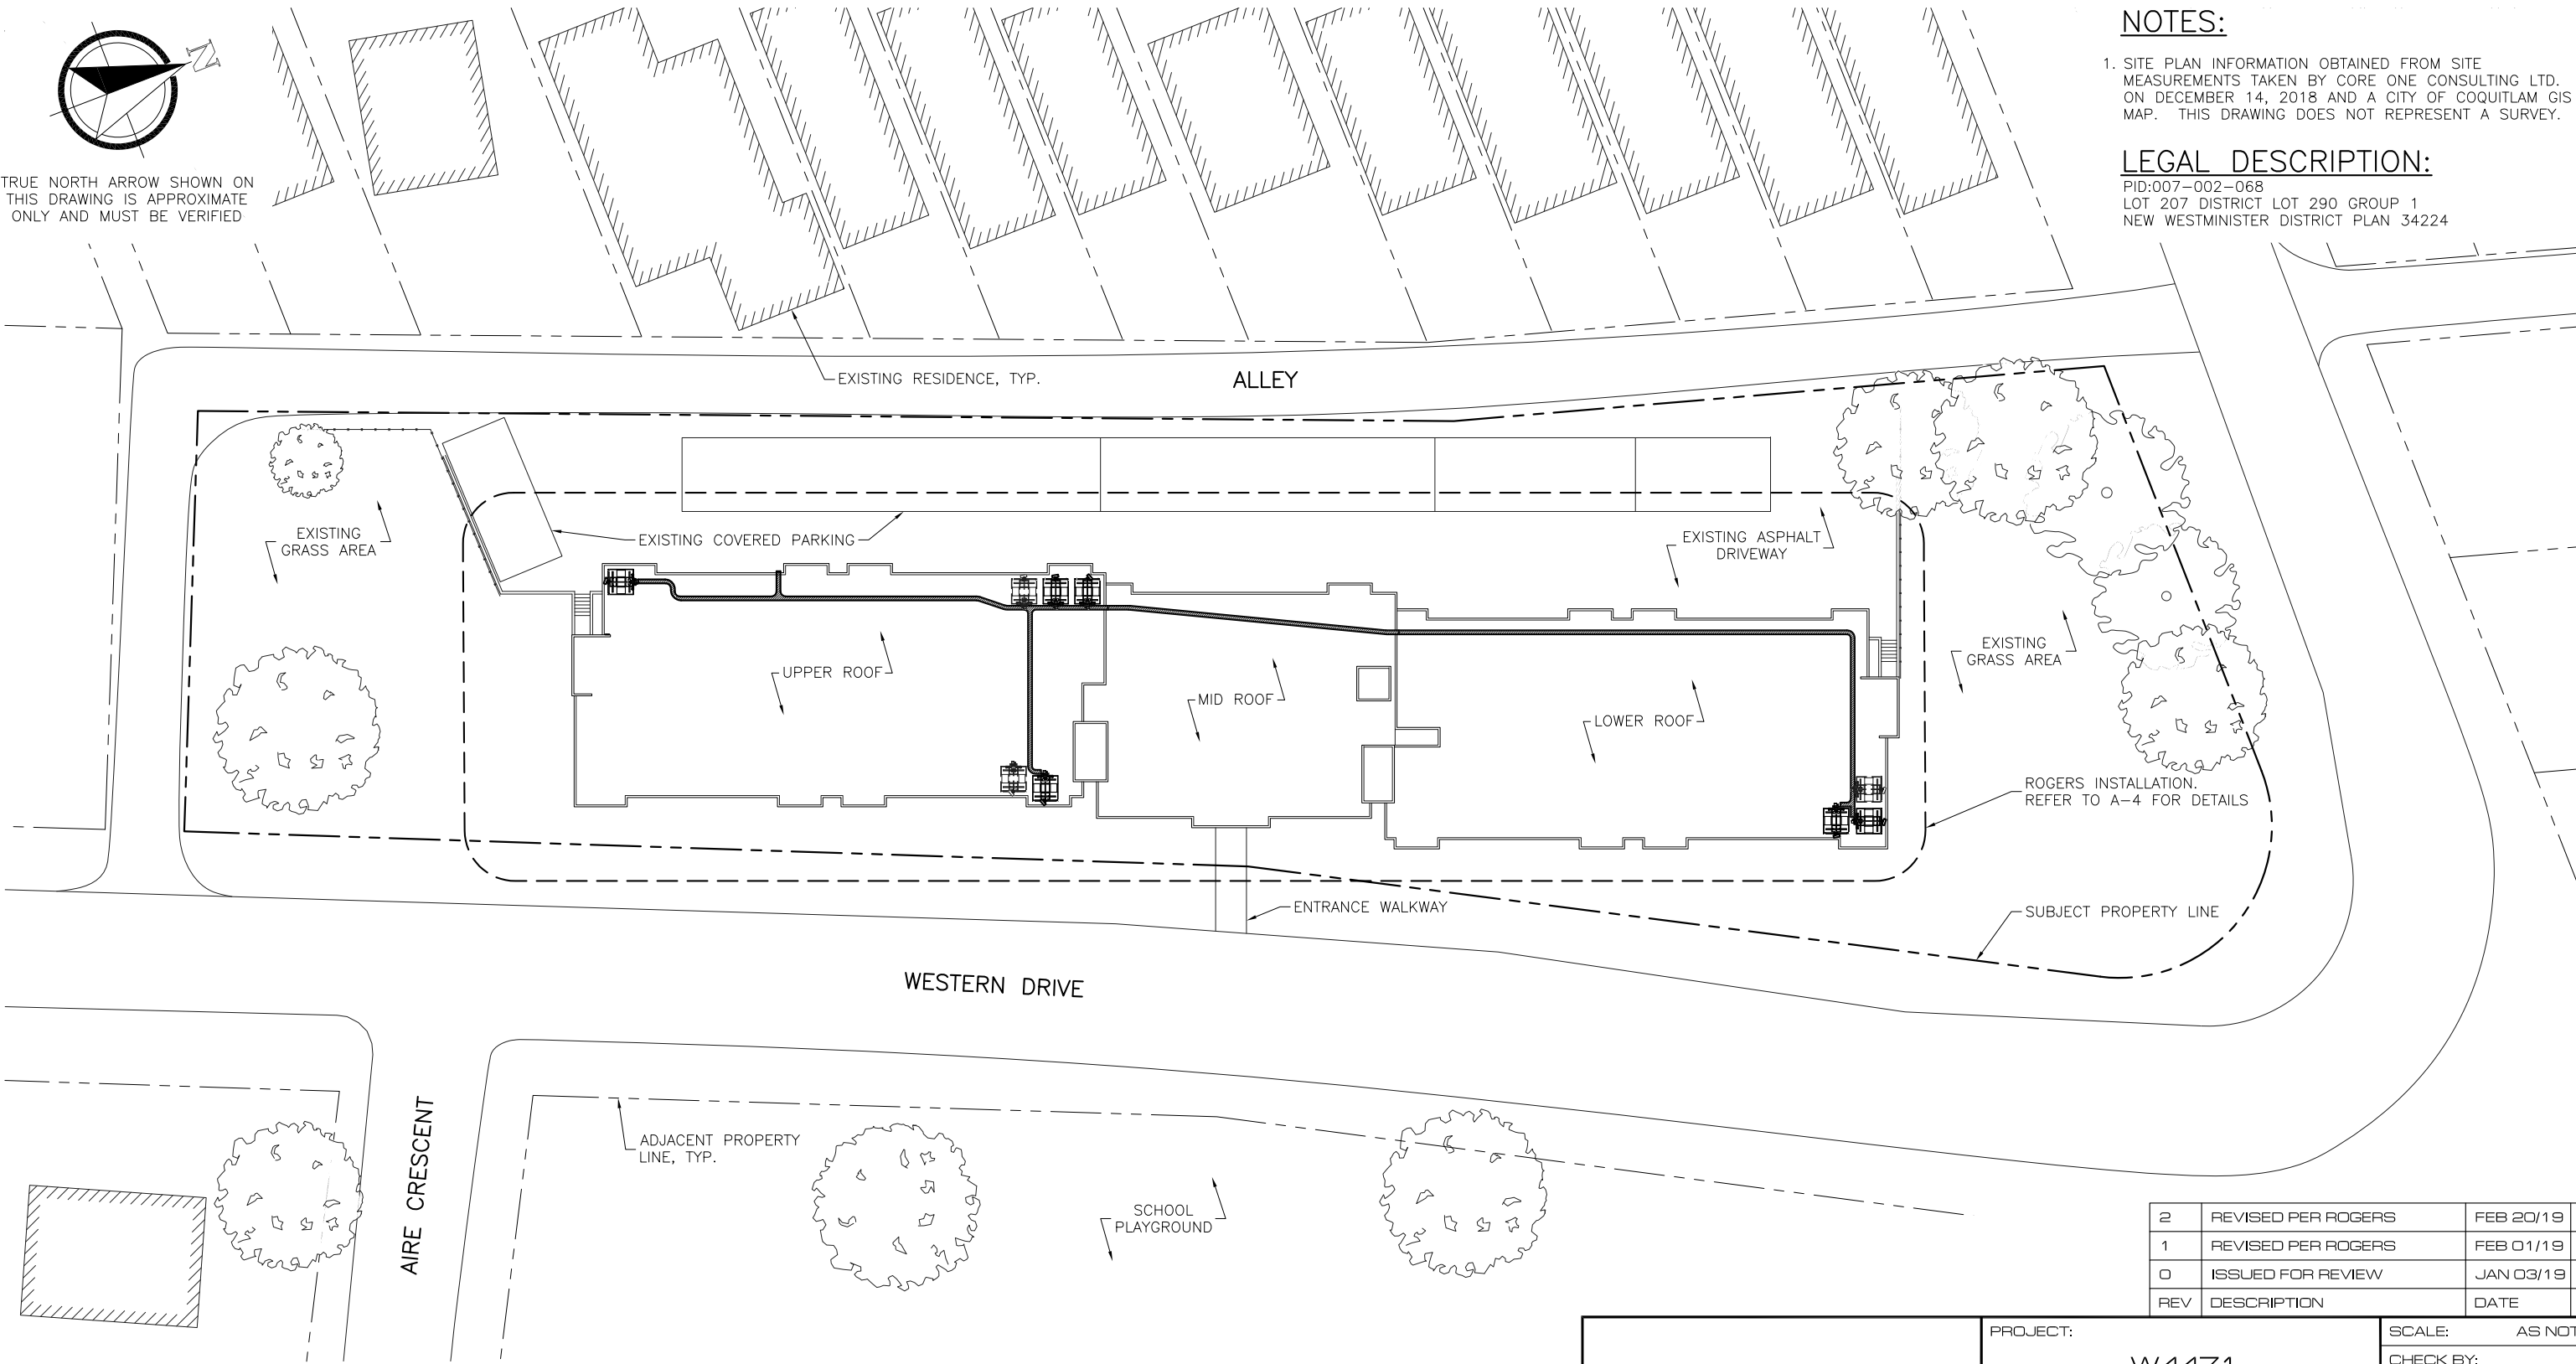 N
TRUE NORTH ARROW SHOWN ON
THIS DRAWING IS APPROXIMATE
ONLY AND MUST BE VERIFIED
NOTES:
1. SITE PLAN INFORMATION OBTAINED FROM SITE
MEASUREMENTS TAKEN BY CORE ONE CONSULTING LTD.
ON DECEMBER 14, 2018 AND A CITY OF COQUITLAM GIS
MAP. THIS DRAWING DOES NOT REPRESENT A SURVEY.
LEGAL DESCRIPTION:
PID:007-002-068
LOT 207 DISTRICT LOT 290 GROUP 1
NEW WESTMINISTER DISTRICT PLAN 34224
EXISTING RESIDENCE, TYP.
ALLEY
EXISTING
GRASS AREA
EXISTING COVERED PARKING
EXISTING ASPHALT
DRIVEWAY
EXISTING
GRASS AREA
UPPER ROOF
MID ROOF
LOWER ROOF
ROGERS INSTALLATION.
REFER TO A-4 FOR DETAILS
ENTRANCE WALKWAY
SUBJECT PROPERTY LINE
WESTERN DRIVE
AIRE CRESCENT
ADJACENT PROPERTY
LINE, TYP.
SCHOOL
PLAYGROUND
2 REVISED PER ROGERS FEB 20/19
1 REVISED PER ROGERS FEB 01/19
0 ISSUED FOR REVIEW JAN 03/19
REV DESCRIPTION DATE
PROJECT:
SCALE: AS NOT
CHECK BY: